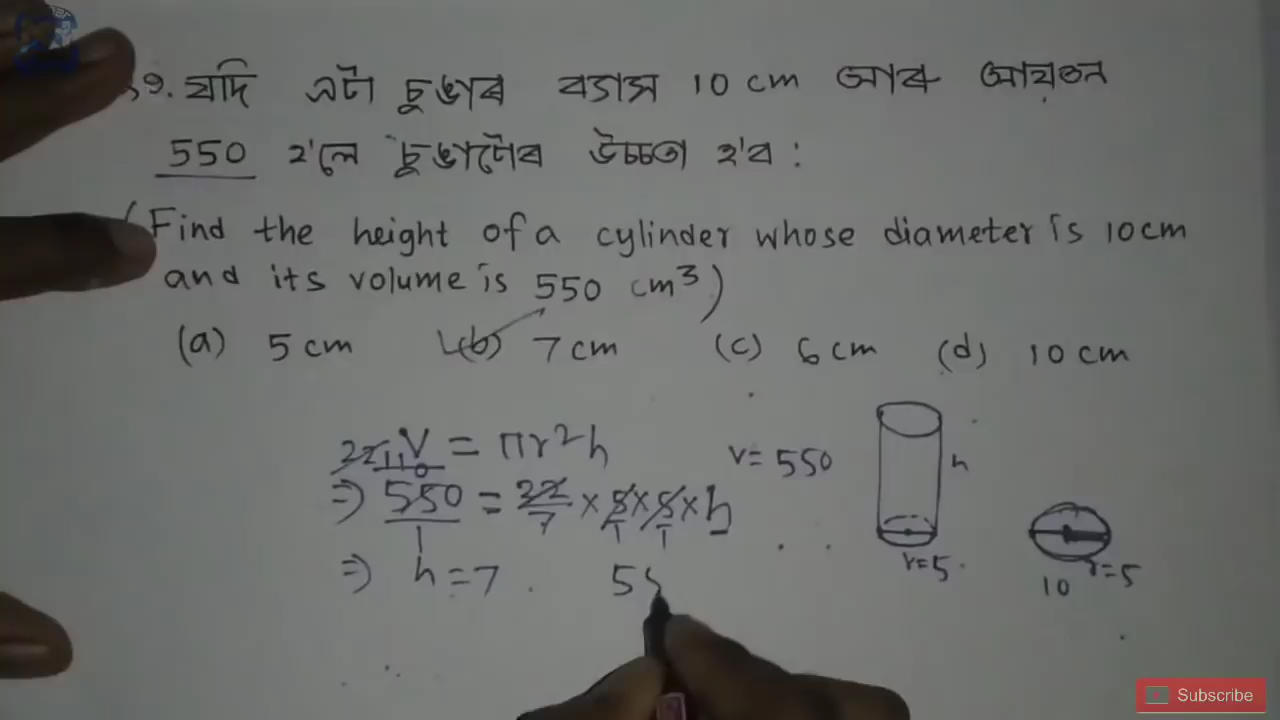 ১9. যদি এটা চুঙাৰ ব্যাস 10 cm আৰু আয়তন
550 হ'লে চুঙাটোৰ উচ্চতা হ'ব :
(Find the height of a cylinder whose diameter is 10cm
and its volume is 550 cm³)
(a) 5 cm (b) 7 cm (c) 6 cm (d) 10 cm
V = πr²h
V = 550
h
⇒ 550 = 22/7 × 5 × 5 × h
r=5
r=5
10
⇒ h = 7
Subscribe